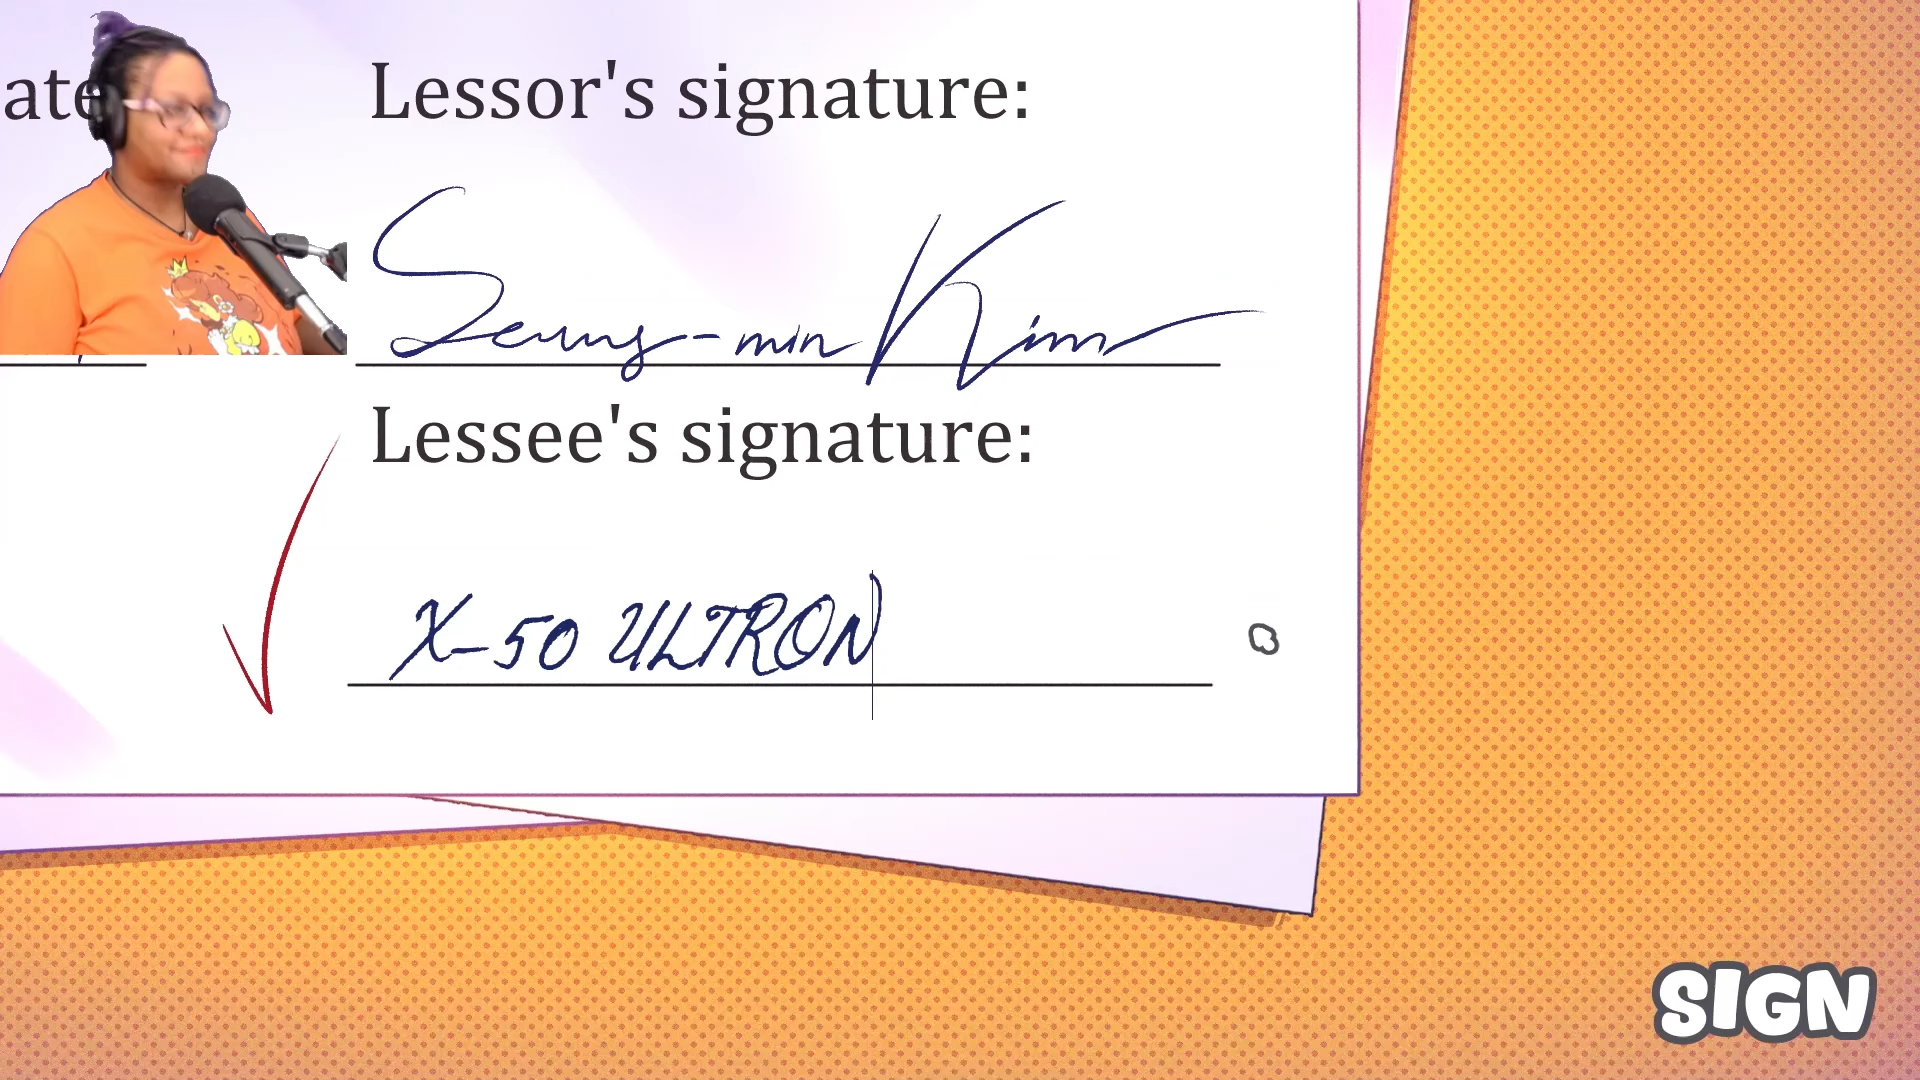 ate
Lessor's signature:
Seung-min Kim
Lessee's signature:
X-50 ULTRON
SIGN